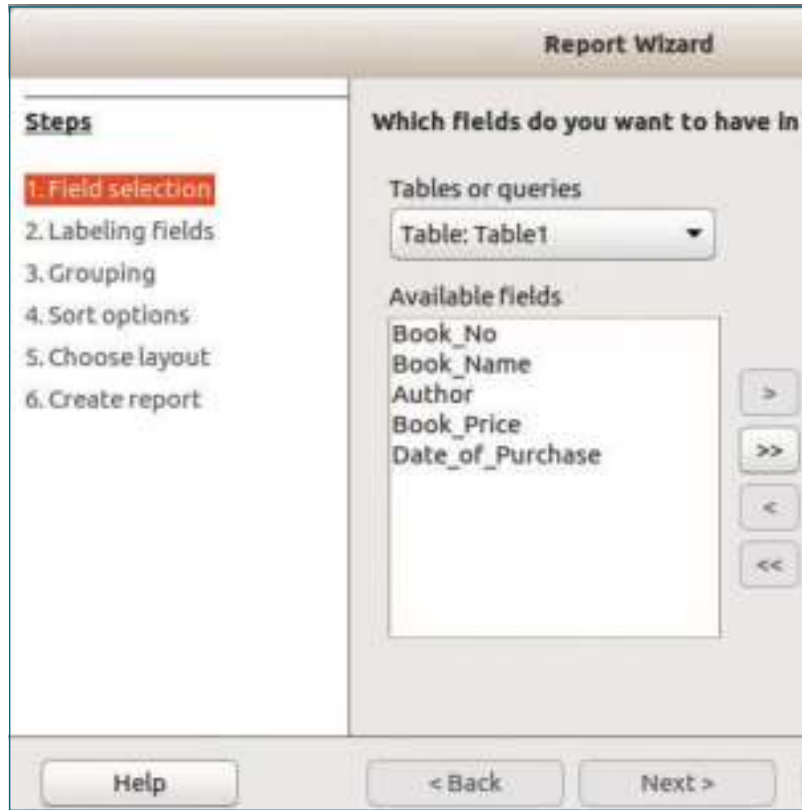 Report Wizard
Steps
1. Field selection
2. Labeling fields
3. Grouping
4. Sort options
5. Choose layout
6. Create report
Which fields do you want to have in
Tables or queries
Table: Table1
Available fields
Book_No
Book_Name
Author
Book_Price
Date_of_Purchase
>
>>
<
<<
Help
< Back
Next >